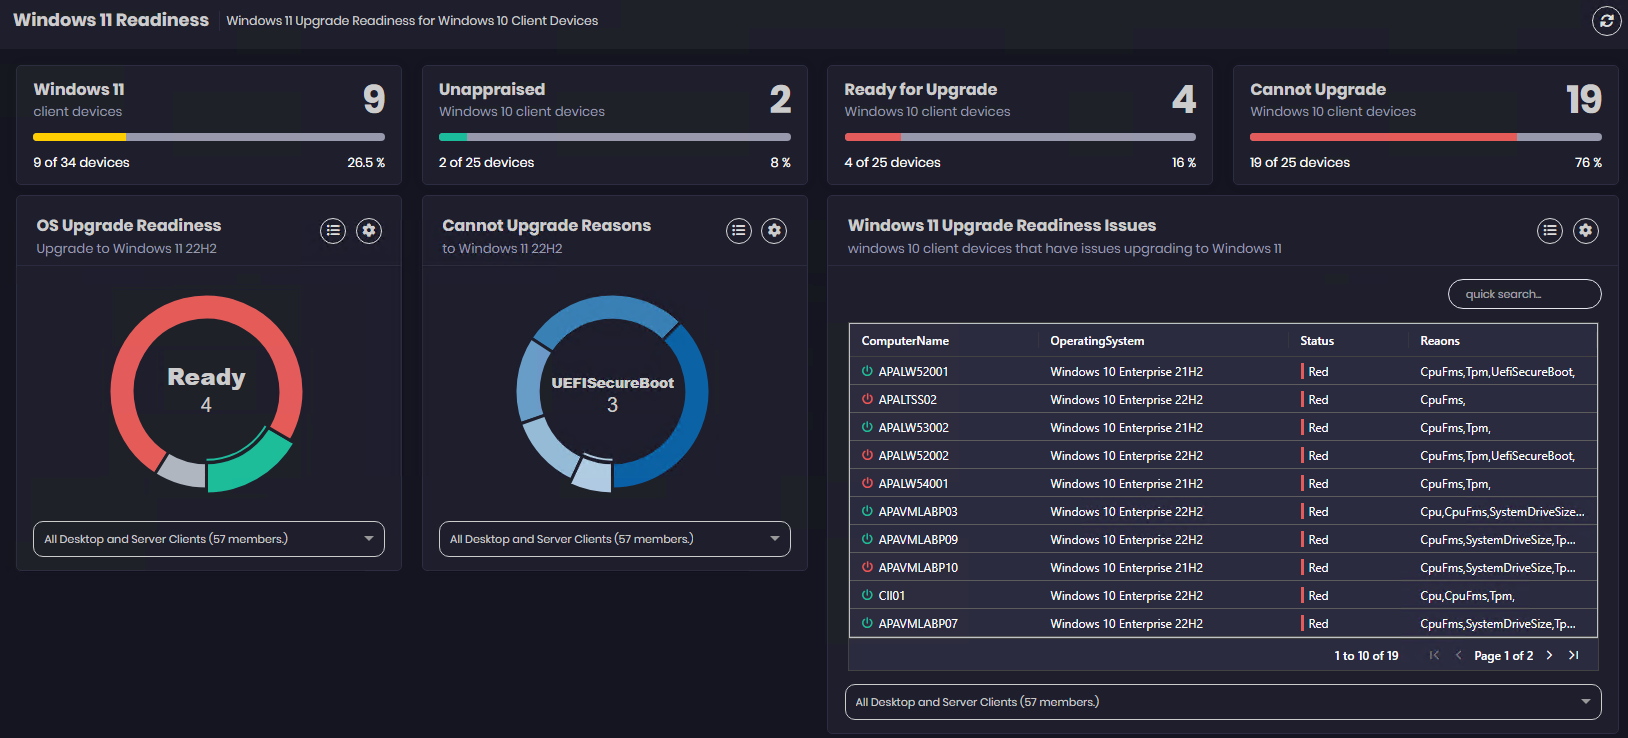 Windows 11 Readiness
Windows 11 Upgrade Readiness for Windows 10 Client Devices
Windows 11
client devices
9
9 of 34 devices
26.5 %
Unappraised
Windows 10 client devices
2
2 of 25 devices
8 %
Ready for Upgrade
Windows 10 client devices
4
4 of 25 devices
16 %
Cannot Upgrade
Windows 10 client devices
19
19 of 25 devices
76 %
OS Upgrade Readiness
Upgrade to Windows 11 22H2
Ready
4
All Desktop and Server Clients (57 members.)
Cannot Upgrade Reasons
to Windows 11 22H2
UEFISecureBoot
3
All Desktop and Server Clients (57 members.)
Windows 11 Upgrade Readiness Issues
windows 10 client devices that have issues upgrading to Windows 11
quick search...
ComputerName OperatingSystem Status Reaons
APALW52001 Windows 10 Enterprise 21H2 Red CpuFms,Tpm,UefiSecureBoot,
APALTSS02 Windows 10 Enterprise 22H2 Red CpuFms,
APALW53002 Windows 10 Enterprise 21H2 Red CpuFms,Tpm,
APALW52002 Windows 10 Enterprise 22H2 Red CpuFms,Tpm,UefiSecureBoot,
APALW54001 Windows 10 Enterprise 21H2 Red CpuFms,Tpm,
APAVMLABP03 Windows 10 Enterprise 22H2 Red Cpu,CpuFms,SystemDriveSize...
APAVMLABP09 Windows 10 Enterprise 22H2 Red CpuFms,SystemDriveSize,Tp...
APAVMLABP10 Windows 10 Enterprise 21H2 Red CpuFms,SystemDriveSize,Tp...
CII01 Windows 10 Enterprise 22H2 Red Cpu,CpuFms,Tpm,
APAVMLABP07 Windows 10 Enterprise 22H2 Red CpuFms,SystemDriveSize,Tp...
1 to 10 of 19 Page 1 of 2
All Desktop and Server Clients (57 members.)